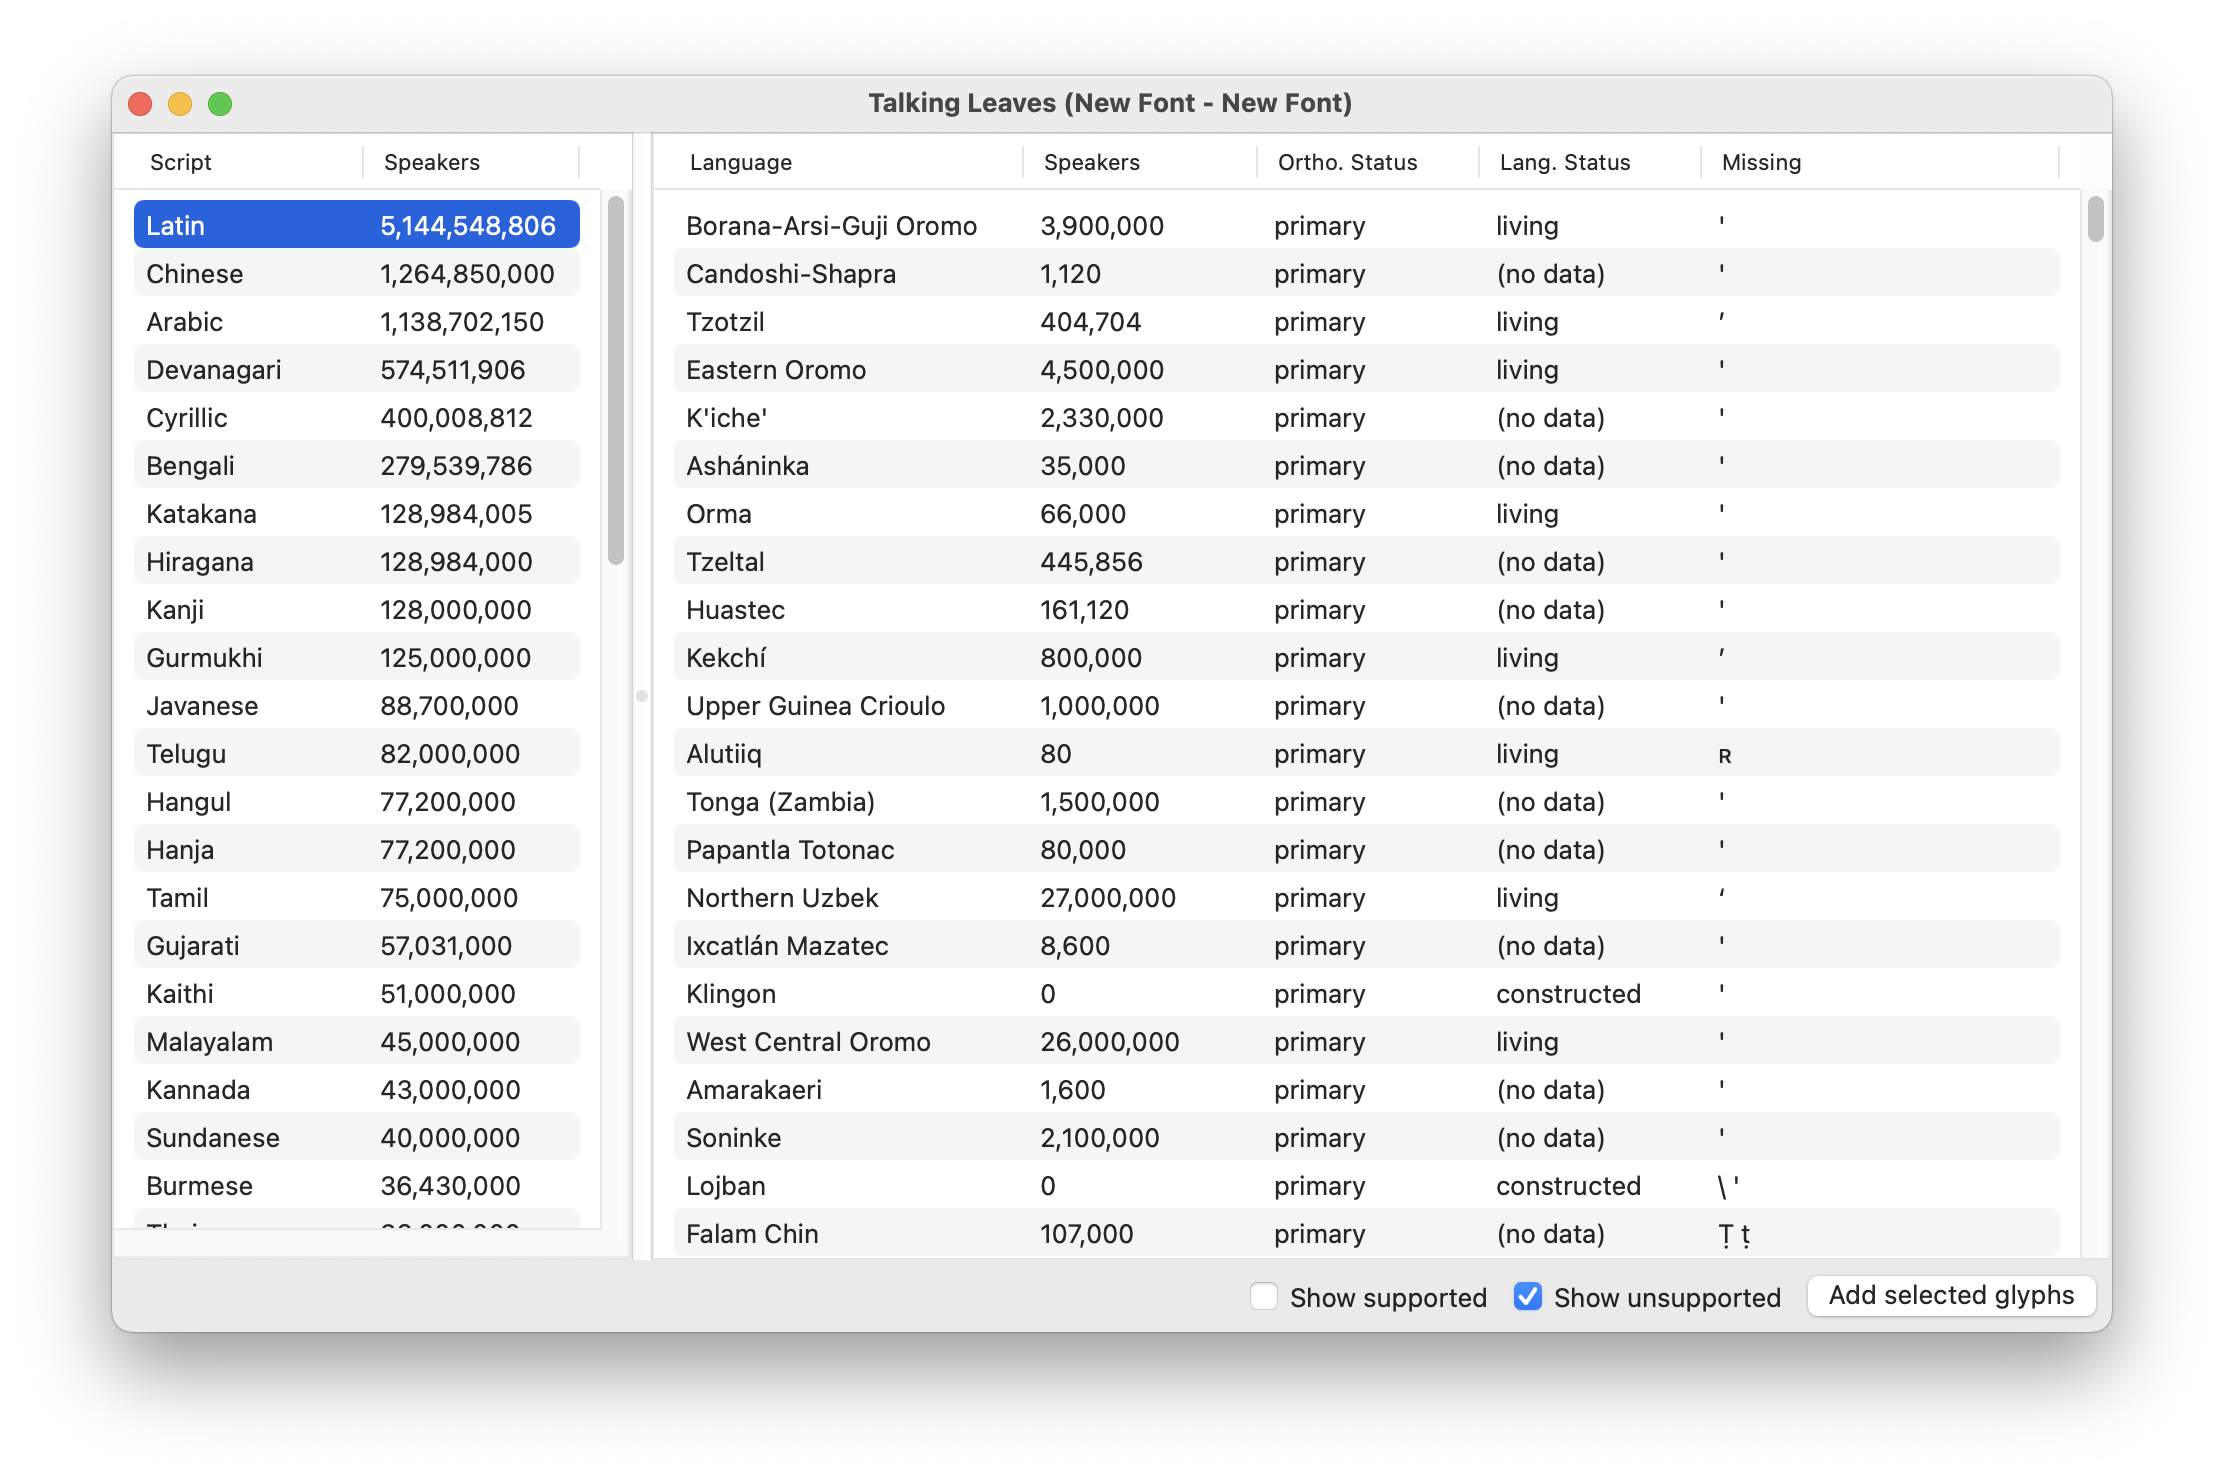 Talking Leaves (New Font - New Font)
Script Speakers
Latin 5,144,548,806
Chinese 1,264,850,000
Arabic 1,138,702,150
Devanagari 574,511,906
Cyrillic 400,008,812
Bengali 279,539,786
Katakana 128,984,005
Hiragana 128,984,000
Kanji 128,000,000
Gurmukhi 125,000,000
Javanese 88,700,000
Telugu 82,000,000
Hangul 77,200,000
Hanja 77,200,000
Tamil 75,000,000
Gujarati 57,031,000
Kaithi 51,000,000
Malayalam 45,000,000
Kannada 43,000,000
Sundanese 40,000,000
Burmese 36,430,000
Language Speakers Ortho. Status Lang. Status Missing
Borana-Arsi-Guji Oromo 3,900,000 primary living '
Candoshi-Shapra 1,120 primary (no data) '
Tzotzil 404,704 primary living ʼ
Eastern Oromo 4,500,000 primary living '
K'iche' 2,330,000 primary (no data) '
Asháninka 35,000 primary (no data) '
Orma 66,000 primary living '
Tzeltal 445,856 primary (no data) '
Huastec 161,120 primary (no data) '
Kekchí 800,000 primary living ʼ
Upper Guinea Crioulo 1,000,000 primary (no data) '
Alutiiq 80 primary living ʀ
Tonga (Zambia) 1,500,000 primary (no data) '
Papantla Totonac 80,000 primary (no data) '
Northern Uzbek 27,000,000 primary living ʻ
Ixcatlán Mazatec 8,600 primary (no data) '
Klingon 0 primary constructed '
West Central Oromo 26,000,000 primary living '
Amarakaeri 1,600 primary (no data) '
Soninke 2,100,000 primary (no data) '
Lojban 0 primary constructed \ '
Falam Chin 107,000 primary (no data) Ṭ ṭ
Show supported Show unsupported Add selected glyphs